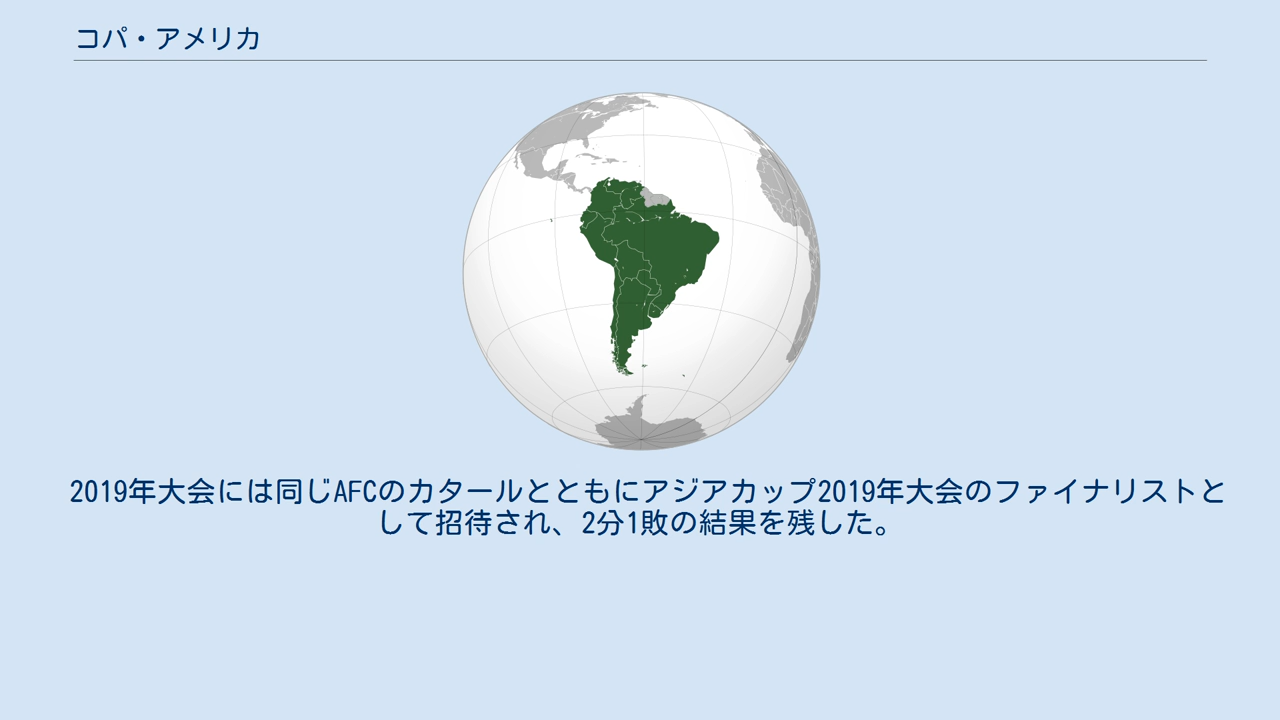 コパ・アメリカ
2019年大会には同じAFCのカタールとともにアジアカップ2019年大会のファイナリストと
して招待され、2分1敗の結果を残した。